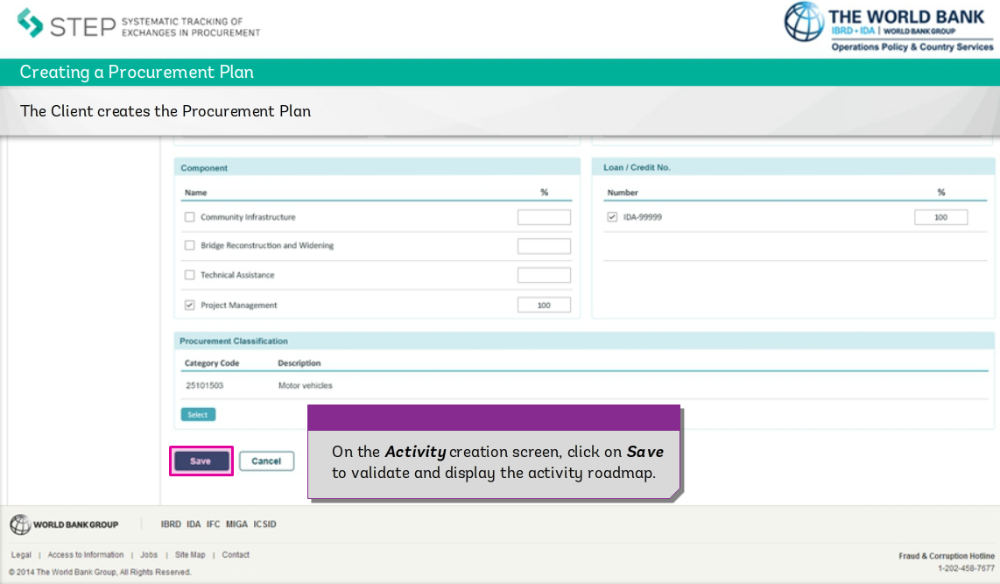 STEP SYSTEMATIC TRACKING OF
EXCHANGES IN PROCUREMENT
THE WORLD BANK
IBRD • IDA | WORLD BANK GROUP
Operations Policy & Country Services
Creating a Procurement Plan
The Client creates the Procurement Plan
Component
Name %
Community Infrastructure
Bridge Reconstruction and Widening
Technical Assistance
Project Management 100
Loan / Credit No.
Number %
IDA-99999 100
Procurement Classification
Category Code Description
25101503 Motor vehicles
Select
Save Cancel
On the Activity creation screen, click on Save
to validate and display the activity roadmap.
WORLD BANK GROUP IBRD IDA IFC MIGA ICSID
Legal | Access to Information | Jobs | Site Map | Contact
© 2014 The World Bank Group, All Rights Reserved.
Fraud & Corruption Hotline
1-202-458-7677